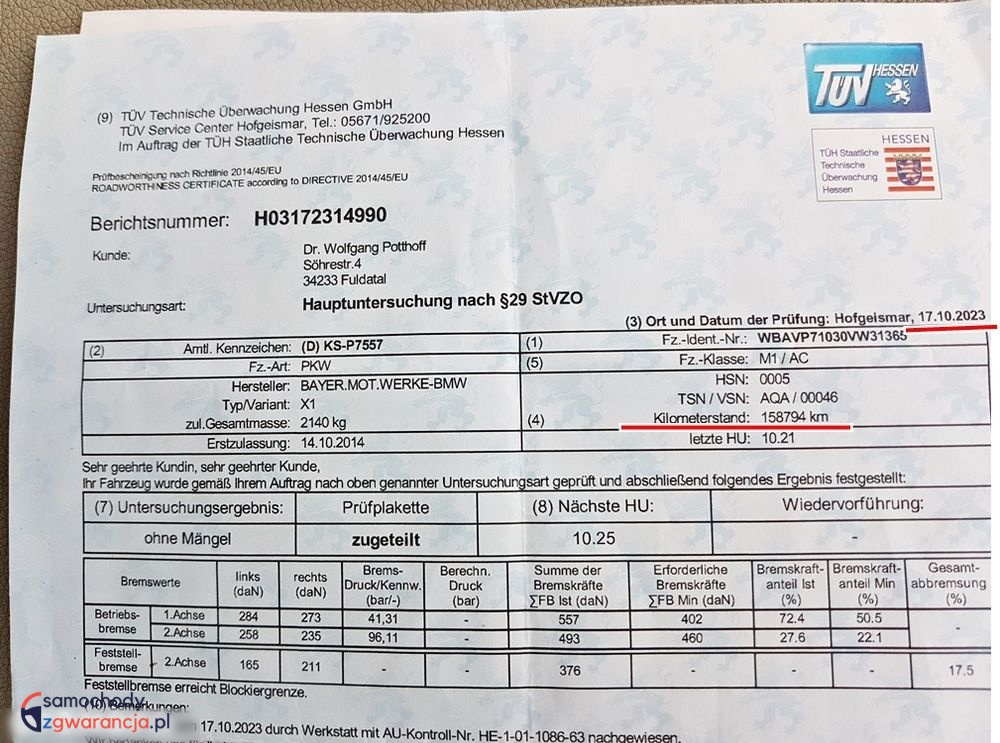 TÜV HESSEN
HESSEN
TÜH Staatliche
Technische
Überwachung
Hessen
(9) TÜV Technische Überwachung Hessen GmbH
TÜV Service Center Hofgeismar, Tel.: 05671/925200
Im Auftrag der TÜH Staatliche Technische Überwachung Hessen
Prüfbescheinigung nach Richtlinie 2014/45/EU
ROADWORTHINESS CERTIFICATE according to DIRECTIVE 2014/45/EU
Berichtsnummer: H03172314990
Kunde: Dr. Wolfgang Potthoff
Söhrestr.4
34233 Fuldatal
Untersuchungsart: Hauptuntersuchung nach §29 StVZO
(3) Ort und Datum der Prüfung: Hofgeismar, 17.10.2023
(2) Amtl. Kennzeichen: (D) KS-P7557 (1) Fz.-Ident.-Nr.: WBAVP71030VW31365
Fz.-Art: PKW (5) Fz.-Klasse: M1 / AC
Hersteller: BAYER.MOT.WERKE-BMW HSN: 0005
Typ/Variant: X1 TSN / VSN: AQA / 00046
zul.Gesamtmasse: 2140 kg (4) Kilometerstand: 158794 km
Erstzulassung: 14.10.2014 letzte HU: 10.21
Sehr geehrte Kundin, sehr geehrter Kunde,
Ihr Fahrzeug wurde gemäß Ihrem Auftrag nach oben genannter Untersuchungsart geprüft und abschließend folgendes Ergebnis festgestellt:
(7) Untersuchungsergebnis: Prüfplakette (8) Nächste HU: Wiedervorführung:
ohne Mängel zugeteilt 10.25 -
Bremswerte links (daN) rechts (daN) Brems-Druck/Kennw. (bar/-) Berechn. Druck (bar) Summe der Bremskräfte ∑FB Ist (daN) Erforderliche Bremskräfte ∑FB Min (daN) Bremskraft-anteil Ist (%) Bremskraft-anteil Min (%) Gesamt-abbremsung (%)
Betriebs-bremse 1.Achse 284 273 41,31 - 557 402 72.4 50.5 -
2.Achse 258 235 96,11 - 493 460 27.6 22.1
Feststell-bremse 2.Achse 165 211 - - 376 - - - 17.5
Feststellbremse erreicht Blockiergrenze.
(10) Bemerkungen:
17.10.2023 durch Werkstatt mit AU-Kontroll-Nr. HE-1-01-1086-63 nachgewiesen.
samochody
zgwarancja.pl